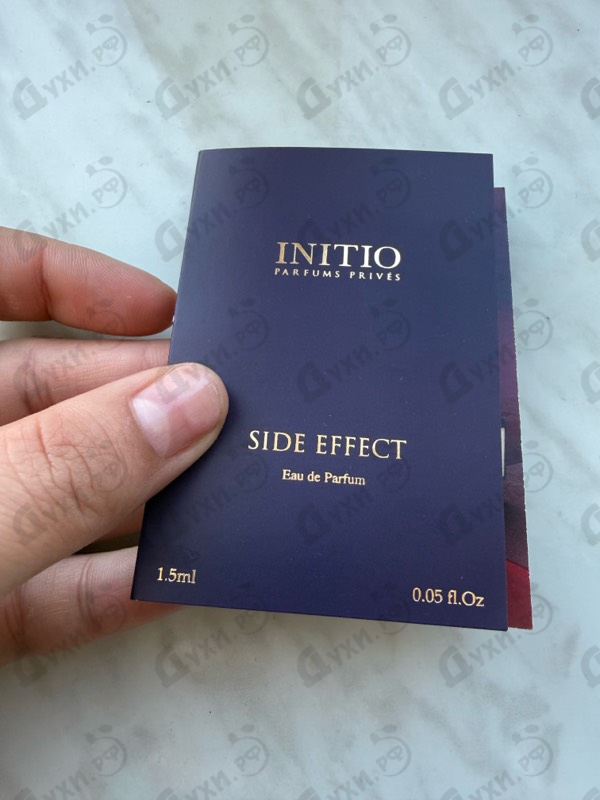 INITIO
PARFUMS PRIVÉS
SIDE EFFECT
Eau de Parfum
1.5ml
0.05 fl.Oz
Духи.РФ